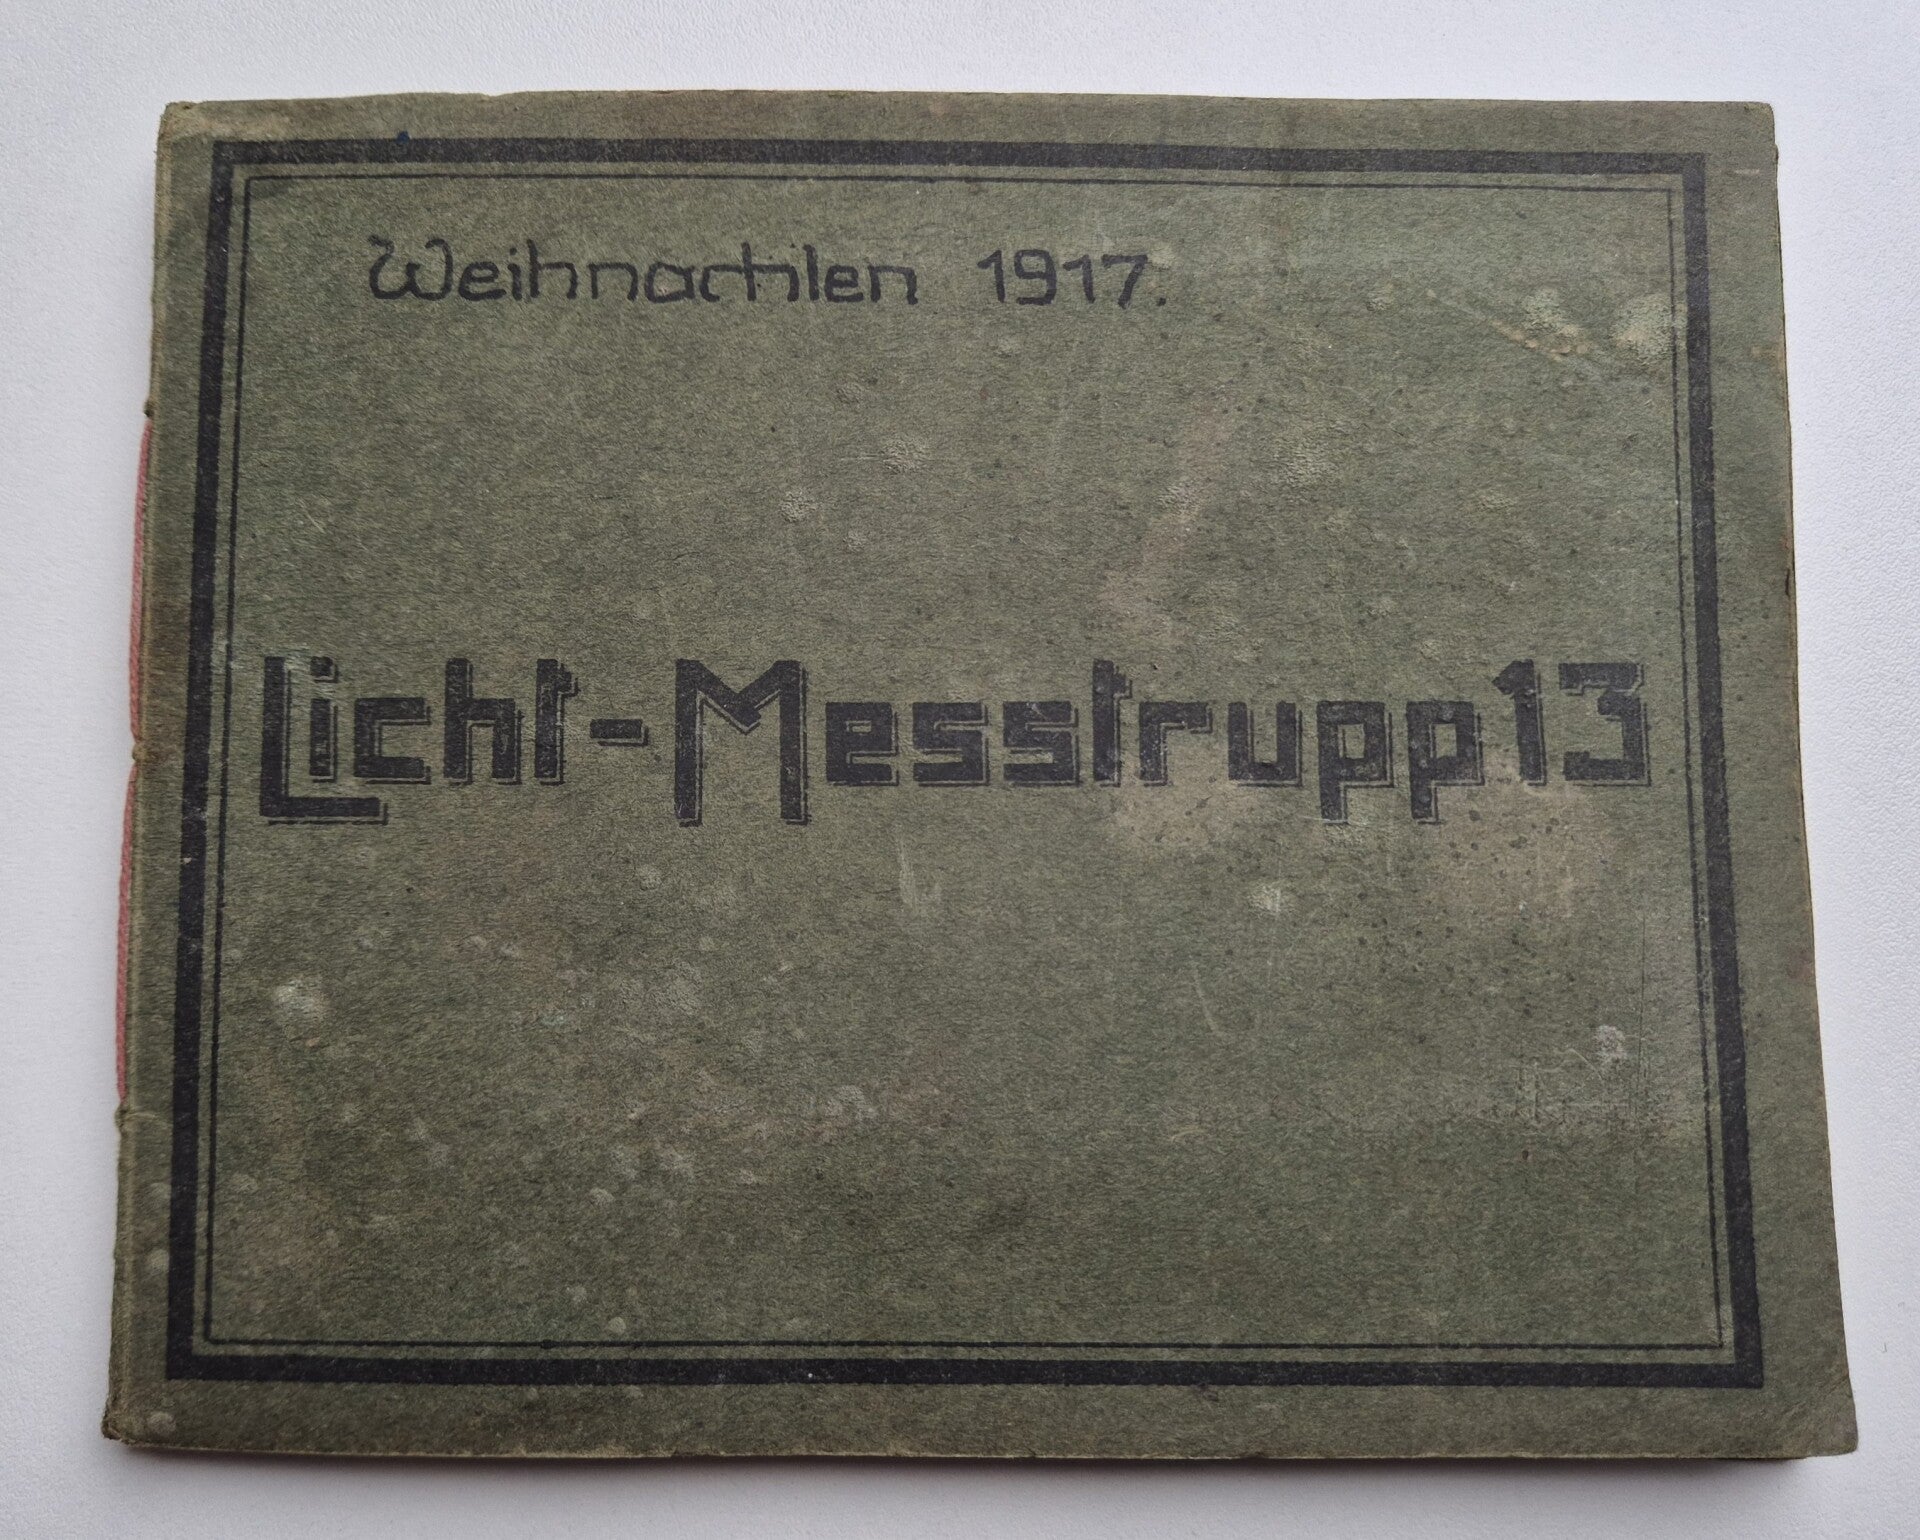 Weihnachten 1917.
Licht-Messtrupp 13